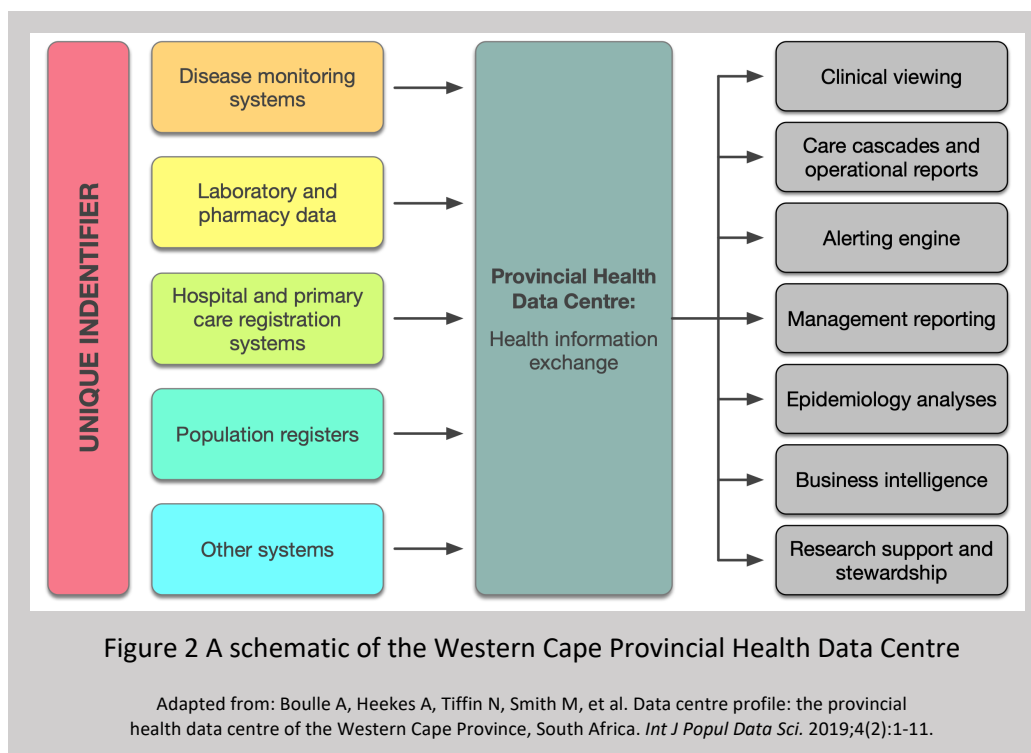 UNIQUE INDENTIFIER
Disease monitoring
systems
Laboratory and
pharmacy data
Hospital and primary
care registration
systems
Population registers
Other systems
Provincial Health
Data Centre:
Health information
exchange
Clinical viewing
Care cascades and
operational reports
Alerting engine
Management reporting
Epidemiology analyses
Business intelligence
Research support and
stewardship
Figure 2 A schematic of the Western Cape Provincial Health Data Centre
Adapted from: Boulle A, Heekes A, Tiffin N, Smith M, et al. Data centre profile: the provincial
health data centre of the Western Cape Province, South Africa. Int J Popul Data Sci. 2019;4(2):1-11.